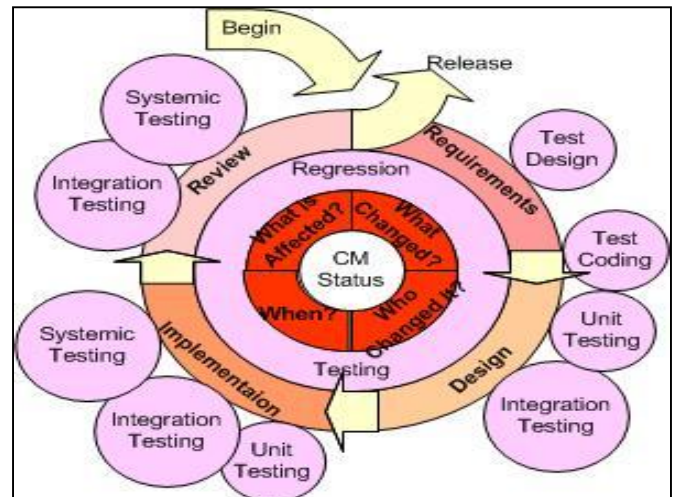 Begin
Release
Systemic
Testing
Integration
Testing
Review
Requirements
Test
Design
Regression
What is
Affected?
What
Changed?
CM
Status
When?
Who
Changed It?
Testing
Test
Coding
Unit
Testing
Integration
Testing
Design
Implementaion
Systemic
Testing
Integration
Testing
Unit
Testing